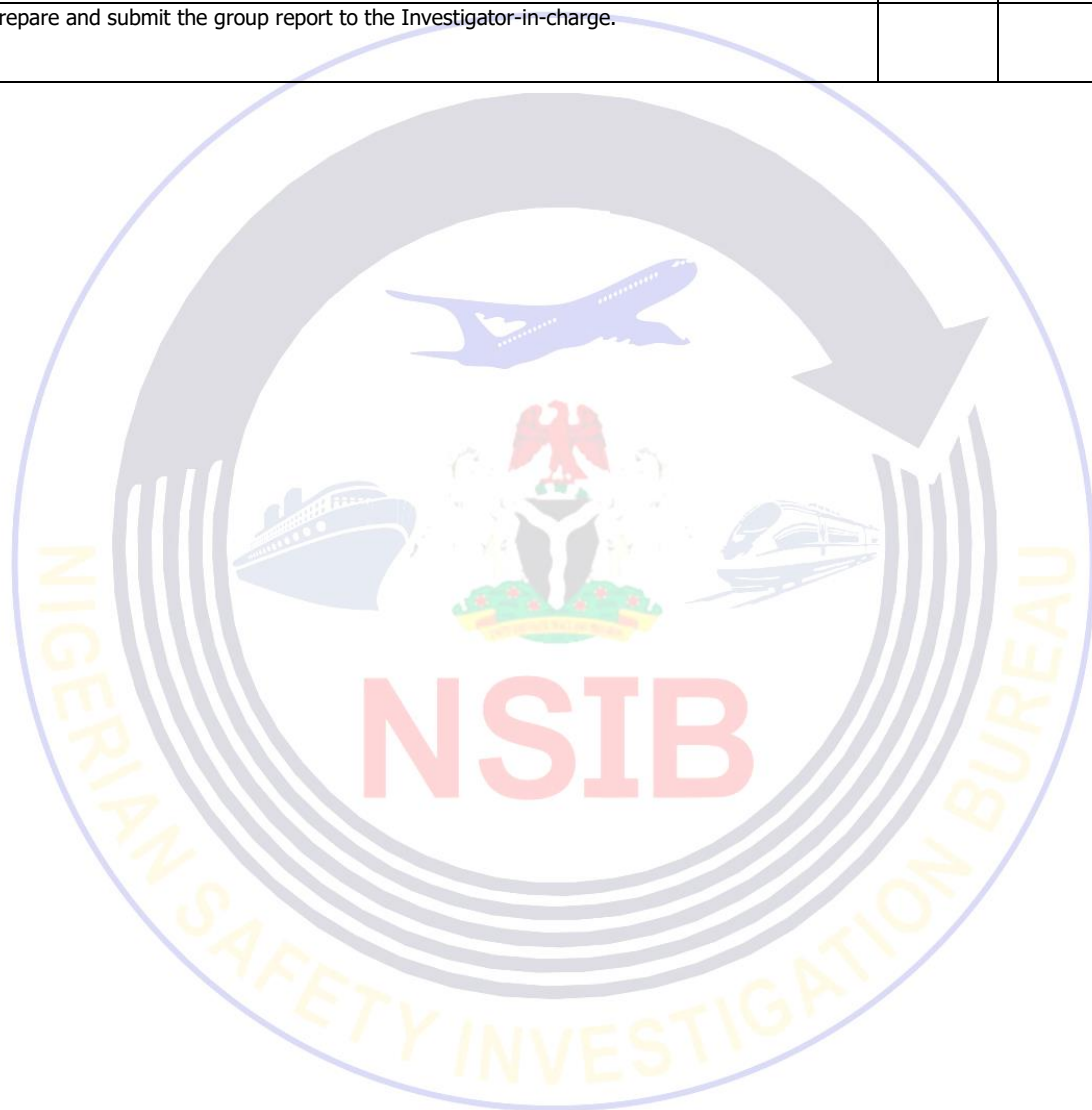 repare and submit the group report to the Investigator-in-charge.
NSIB
NIGERIAN SAFETY INVESTIGATION BUREAU